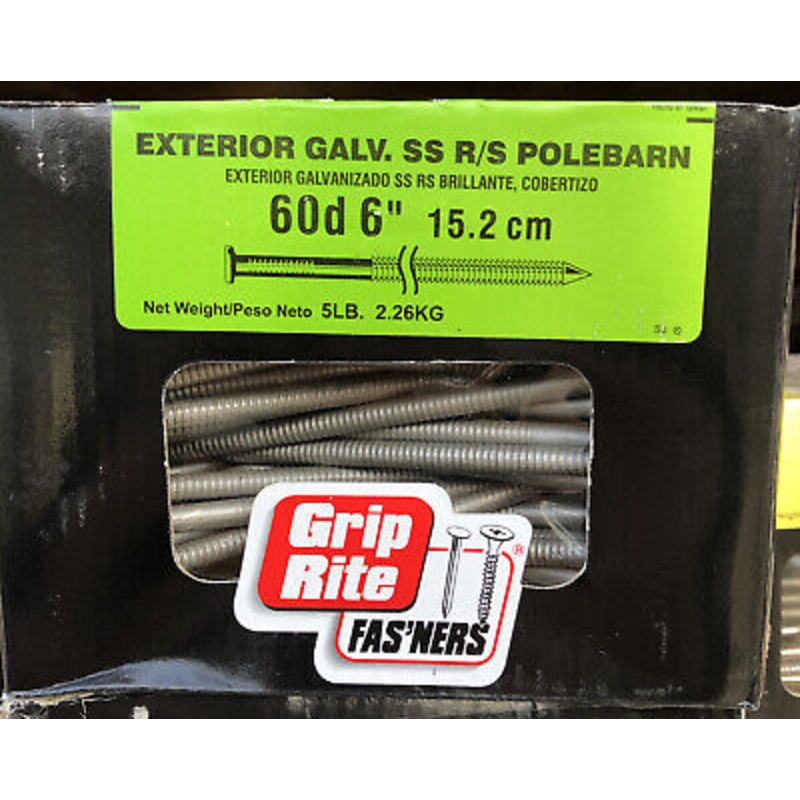 EXTERIOR GALV. SS R/S POLEBARN
EXTERIOR GALVANIZADO SS RS BRILLANTE, COBERTIZO
60d 6" 15.2 cm
Net Weight/Peso Neto 5LB. 2.26KG
SJ ©
Grip
Rite
®
FAS'NERS